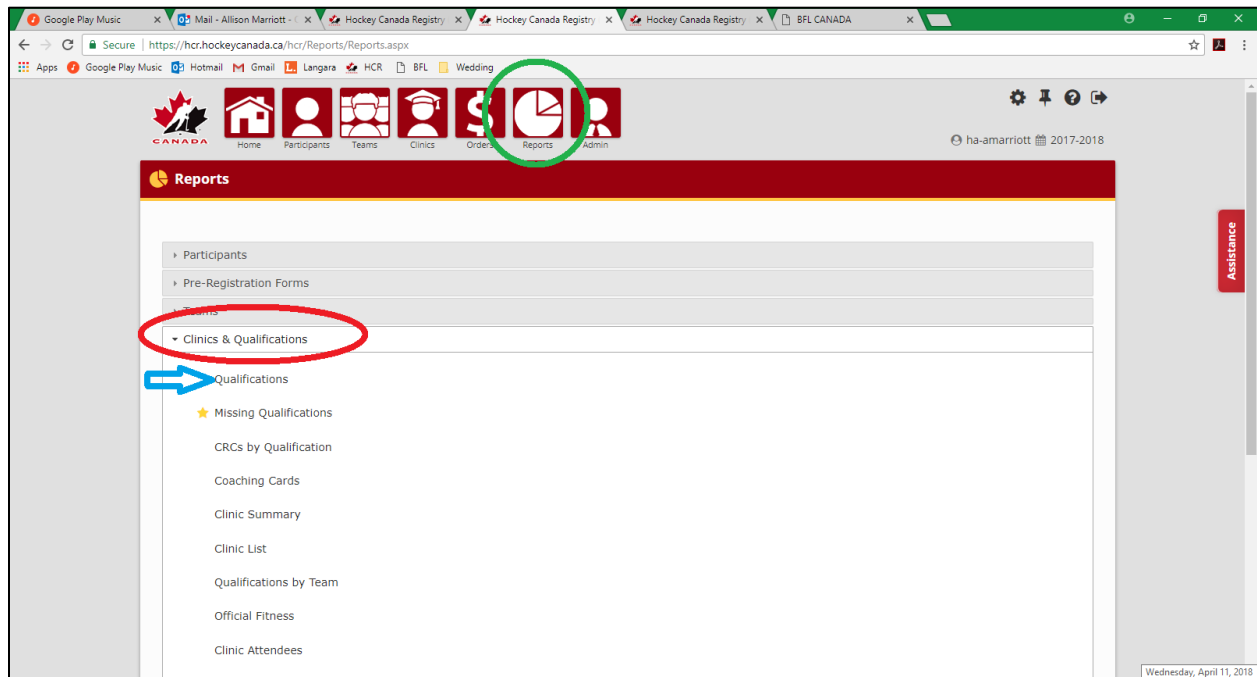 Google Play Music
Mail - Allison Marriott -
Hockey Canada Registry
Hockey Canada Registry
Hockey Canada Registry
BFL CANADA
Secure | https://hcr.hockeycanada.ca/hcr/Reports/Reports.aspx
Apps Google Play Music Hotmail Gmail Langara HCR BFL Wedding
CANADA
Home Participants Teams Clinics Orders Reports Admin
ha-amarriott 2017-2018
Reports
Assistance
Participants
Pre-Registration Forms
Teams
Clinics & Qualifications
Qualifications
Missing Qualifications
CRCs by Qualification
Coaching Cards
Clinic Summary
Clinic List
Qualifications by Team
Official Fitness
Clinic Attendees
Wednesday, April 11, 2018